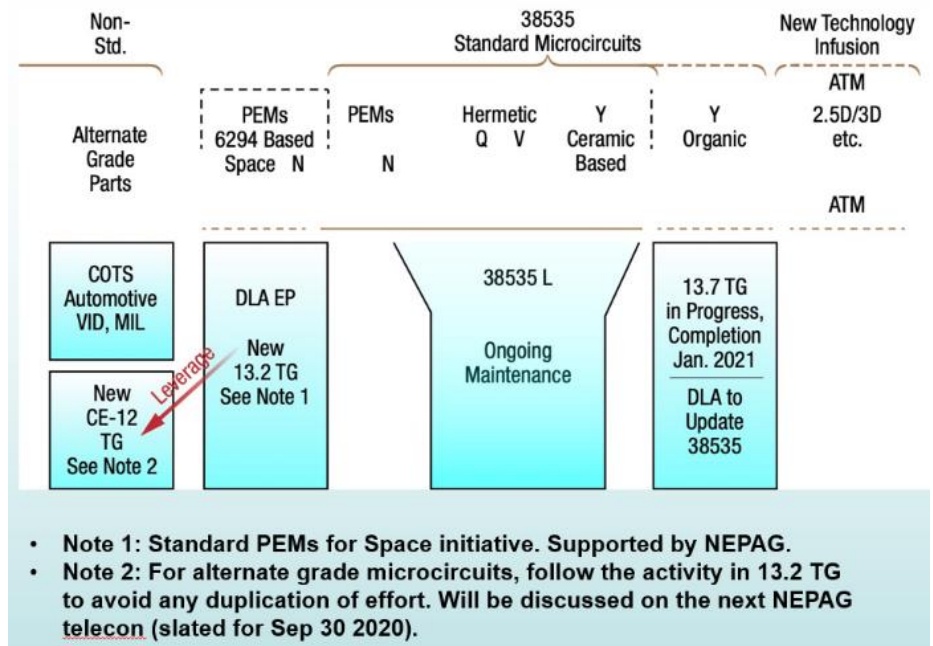 Non-
Std.
38535
Standard Microcircuits
New Technology
Infusion
ATM
Alternate
Grade
Parts
PEMs
6294 Based
Space N
PEMs
N
Hermetic
Q V
Y
Ceramic
Based
Y
Organic
2.5D/3D
etc.
ATM
COTS
Automotive
VID, MIL
New
CE-12
TG
See Note 2
Leverage
DLA EP
New
13.2 TG
See Note 1
38535 L
Ongoing
Maintenance
13.7 TG
in Progress,
Completion
Jan. 2021
DLA to
Update
38535
• Note 1: Standard PEMs for Space initiative. Supported by NEPAG.
• Note 2: For alternate grade microcircuits, follow the activity in 13.2 TG
to avoid any duplication of effort. Will be discussed on the next NEPAG
telecon (slated for Sep 30 2020).